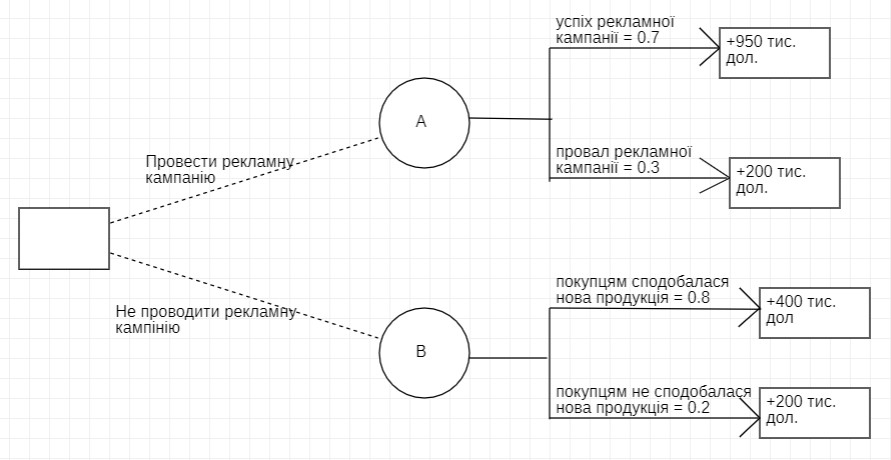 успіх рекламної
кампанії = 0.7
+950 тис.
дол.
А
провал рекламної
кампанії = 0.3
+200 тис.
дол.
Провести рекламну
кампанію
Не проводити рекламну
кампінію
В
покупцям сподобалася
нова продукція = 0.8
+400 тис.
дол
покупцям не сподобалася
нова продукція = 0.2
+200 тис.
дол.